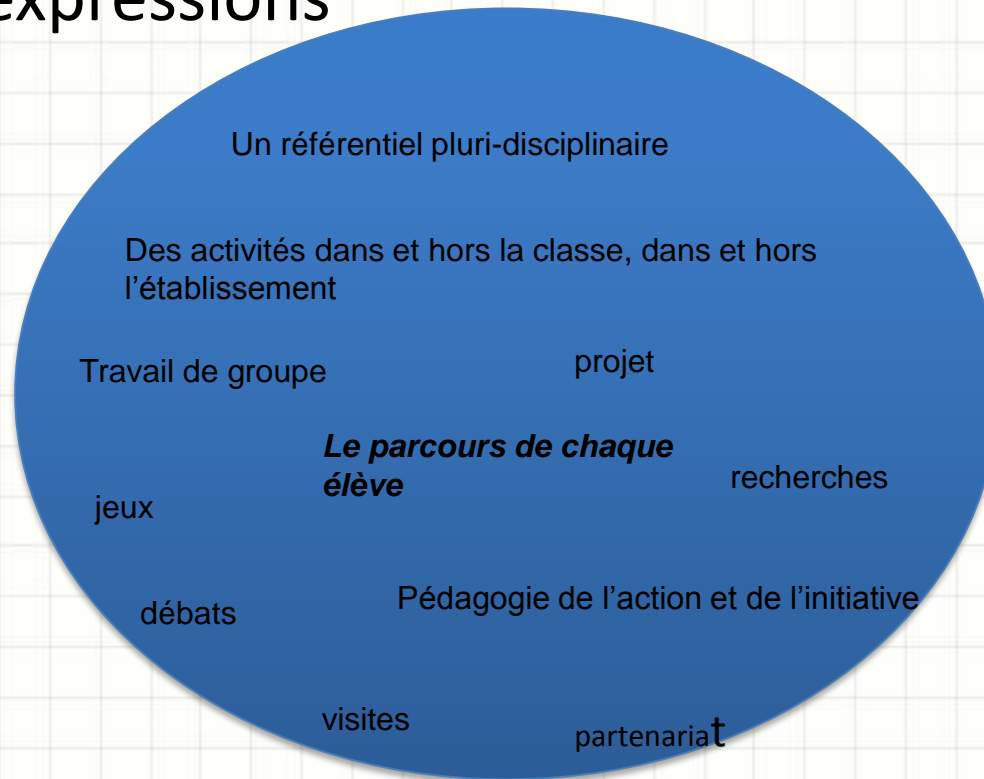 expressions
Un référentiel pluri-disciplinaire
Des activités dans et hors la classe, dans et hors
l’établissement
Travail de groupe
projet
Le parcours de chaque
élève
recherches
jeux
Pédagogie de l’action et de l’initiative
débats
visites
partenariat